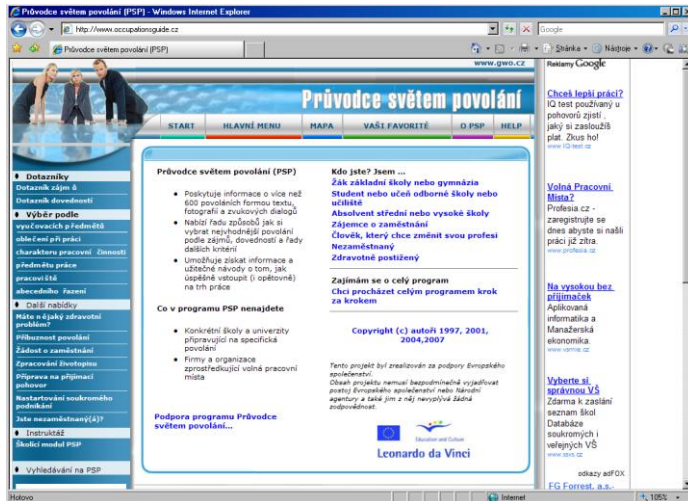 Průvodce světem povolání (PSP) - Windows Internet Explorer
http://www.occupationsguide.cz
Google
Průvodce světem povolání (PSP)
Stránka
Nástroje
www.gwo.cz
Průvodce světem povolání
START
HLAVNÍ MENU
MAPA
VAŠI FAVORITÉ
O PSP
HELP
Dotazníky
Dotazník zájm ů
Dotazník dovedností
Výběr podle
vyučovacích předmětů
oblečení při práci
charakteru pracovní činnosti
předmětu práce
pracoviště
abecedního řazení
Další nabídky
Máte nějaký zdravotní
problém?
Příbuznost povolání
Žádost o zaměstnání
Zpracování životopisu
Příprava na přijímací
pohovor
Nastartování soukromého
podnikání
Jste nezaměstnaný(á)?
Instruktáž
Školící modul PSP
Vyhledávání na PSP
Průvodce světem povolání (PSP)
Poskytuje informace o více než
600 povoláních formou textu,
fotografií a zvukových dialogů
Nabízí řadu způsobů jak si
vybrat nejvhodnější povolání
podle zájmů, dovedností a řady
dalších kritérií
Umožňuje získat informace a
užitečné návody o tom, jak
úspěšně vstoupit (i opětovně)
na trh práce
Co v programu PSP nenajdete
Konkrétní školy a univerzity
připravující na specifická
povolání
Firmy a organizace
zprostředkující volná pracovní
místa
Podpora programu Průvodce
světem povolání...
Kdo jste? Jsem ...
Žák základní školy nebo gymnázia
Student nebo učeň odborné školy nebo
učiliště
Absolvent střední nebo vysoké školy
Zájemce o zaměstnání
Člověk, který chce změnit svou profesi
Nezaměstnaný
Zdravotně postižený
Zajímám se o celý program
Chci procházet celým programem krok
za krokem
Copyright (c) autoři 1997, 2001,
2004,2007
Tento projekt byl zrealizován za podpory Evropského
společenství.
Obsah projektu nemusí bezpodmínečně vyjadřovat
postoj Evropského společenství nebo Národní
agentury a také jim z něj nevyplývá žádná
zodpovědnost.
Education and Culture
Leonardo da Vinci
Reklamy Google
Chceš lepší práci?
IQ test používaný u
pohovorů zjistí ,
jaký si zasloužíš
plat. Zkus ho!
www.IQ-test.cz
Volná Pracovní
Místa?
Profesia.cz -
zaregistrujte se
dnes abyste si našli
práci již zítra.
www.profesia.cz
Na vysokou bez
přijímaček
Aplikovaná
informatika a
Manažerská
ekonomika.
www.vsmie.cz
Vyberte si
správnou VŠ
Zdarma k zaslání
seznam škol
Databáze
soukromých i
veřejných VŠ
odkazy adFOX
FG Forrest, a.s.-
Hotovo
Internet
105%